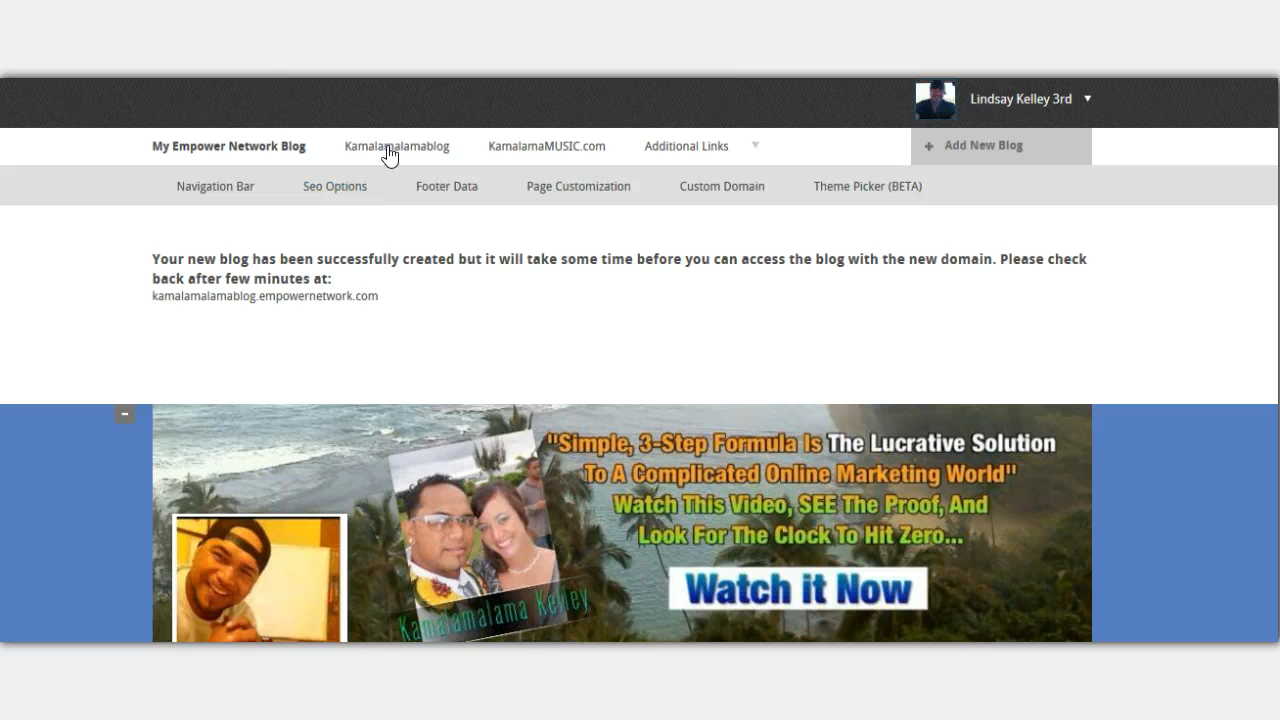 Lindsay Kelley 3rd
My Empower Network Blog Kamalamalamablog KamalamaMUSIC.com Additional Links + Add New Blog
Navigation Bar Seo Options Footer Data Page Customization Custom Domain Theme Picker (BETA)
Your new blog has been successfully created but it will take some time before you can access the blog with the new domain. Please check
back after few minutes at:
kamalamalamablog.empowernetwork.com
"Simple, 3-Step Formula Is The Lucrative Solution
To A Complicated Online Marketing World"
Watch This Video, SEE The Proof, And
Look For The Clock To Hit Zero...
Watch it Now
Kamalamalama Kelley